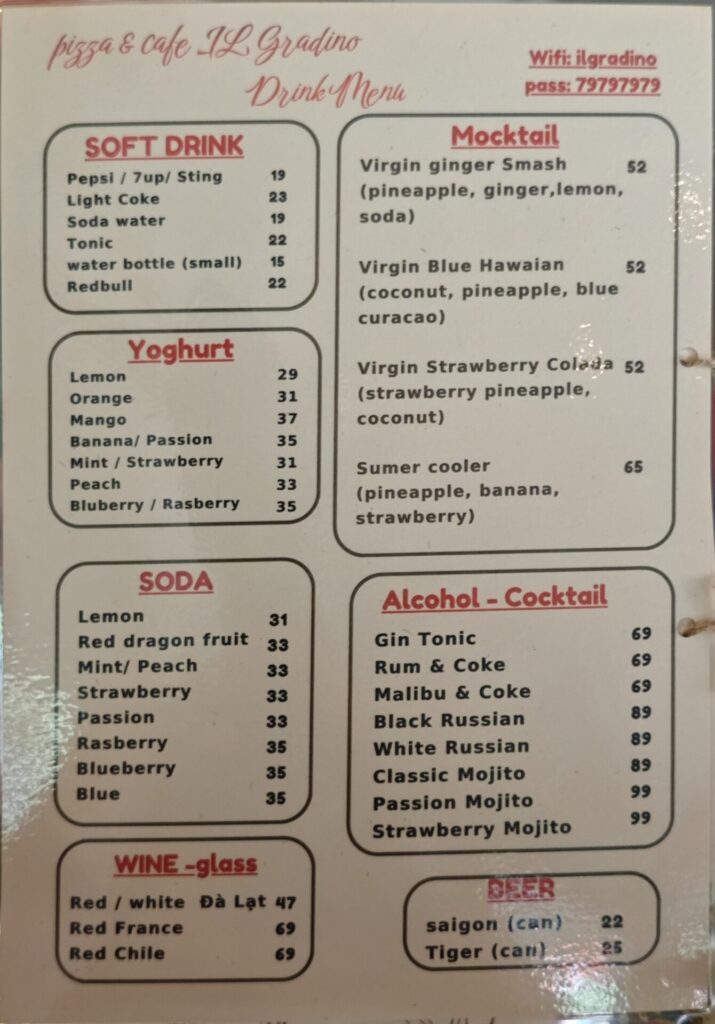 pizza & cafe IL Gradino
Drink Menu
Wifi: ilgradino
pass: 79797979
SOFT DRINK
Pepsi / 7up/ Sting 19
Light Coke 23
Soda water 19
Tonic 22
water bottle (small) 15
Redbull 22
Yoghurt
Lemon 29
Orange 31
Mango 37
Banana/ Passion 35
Mint / Strawberry 31
Peach 33
Bluberry / Rasberry 35
SODA
Lemon 31
Red dragon fruit 33
Mint/ Peach 33
Strawberry 33
Passion 33
Rasberry 35
Blueberry 35
Blue 35
WINE -glass
Red / white Đà Lạt 47
Red France 69
Red Chile 69
Mocktail
Virgin ginger Smash 52
(pineapple, ginger,lemon,
soda)
Virgin Blue Hawaian 52
(coconut, pineapple, blue
curacao)
Virgin Strawberry Colada 52
(strawberry pineapple,
coconut)
Sumer cooler 65
(pineapple, banana,
strawberry)
Alcohol - Cocktail
Gin Tonic 69
Rum & Coke 69
Malibu & Coke 69
Black Russian 89
White Russian 89
Classic Mojito 89
Passion Mojito 99
Strawberry Mojito 99
BEER
saigon (can) 22
Tiger (can) 25